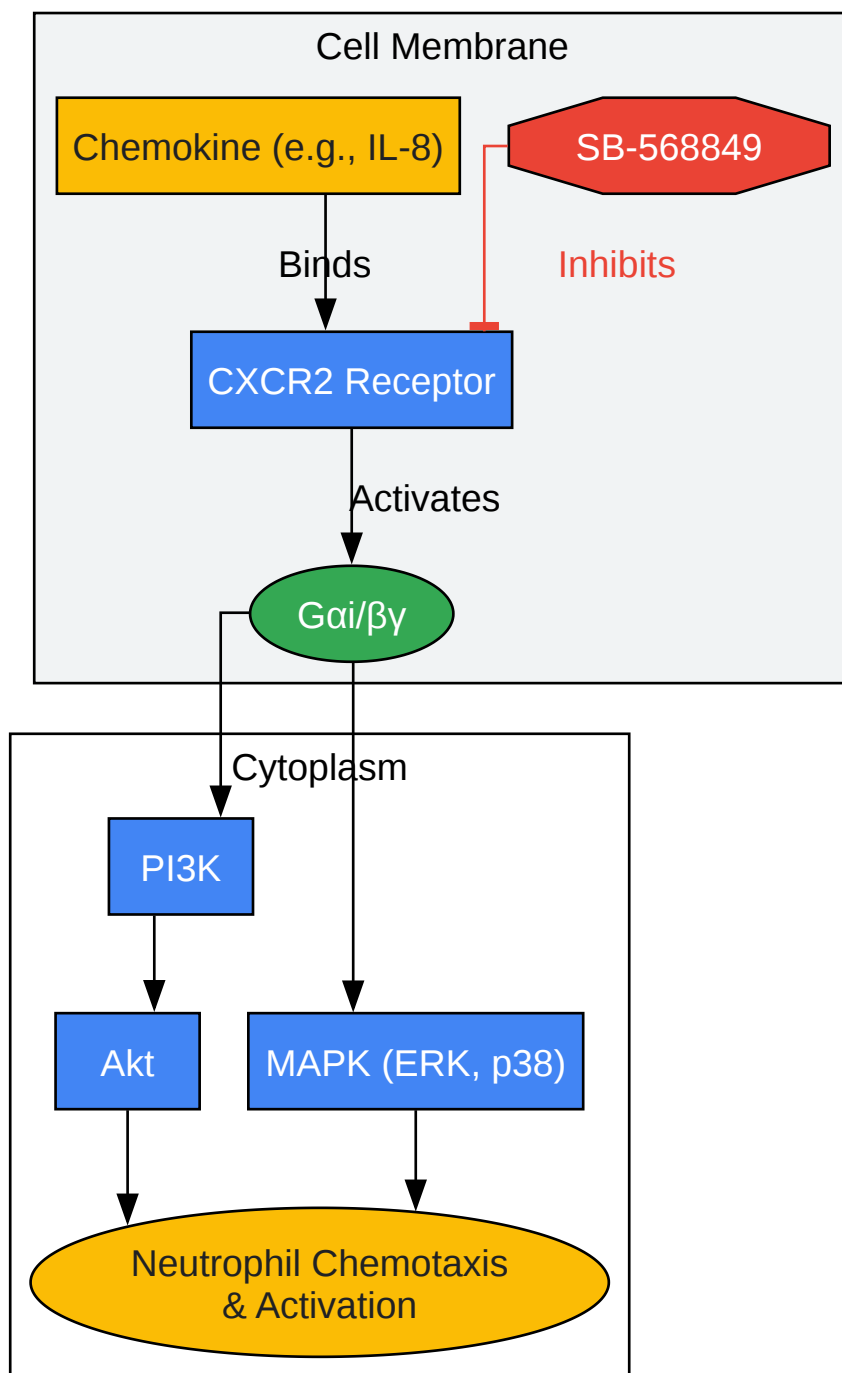 Cell Membrane
Chemokine (e.g., IL-8)
SB-568849
Binds
Inhibits
CXCR2 Receptor
Activates
Gαi/βγ
Cytoplasm
PI3K
Akt
MAPK (ERK, p38)
Neutrophil Chemotaxis
& Activation